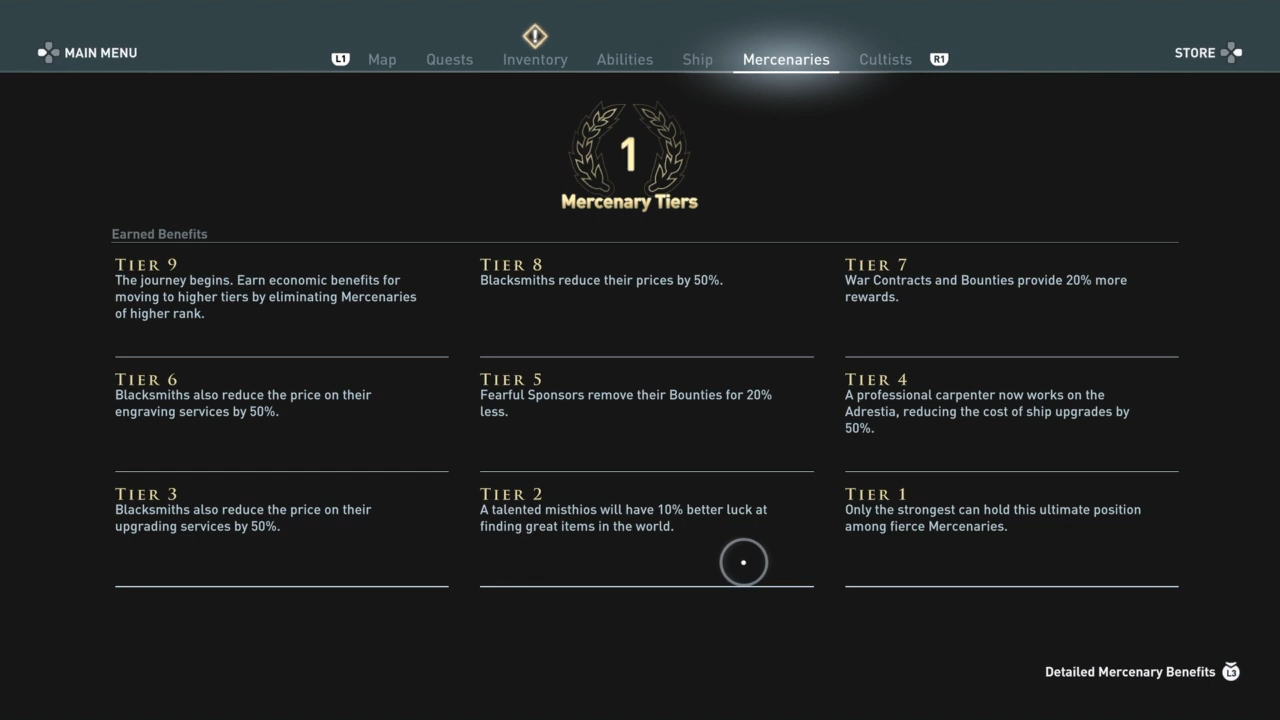 MAIN MENU
L1 Map Quests Inventory Abilities Ship Mercenaries Cultists R1
STORE
1
Mercenary Tiers
Earned Benefits
TIER 9
The journey begins. Earn economic benefits for
moving to higher tiers by eliminating Mercenaries
of higher rank.
TIER 8
Blacksmiths reduce their prices by 50%.
TIER 7
War Contracts and Bounties provide 20% more
rewards.
TIER 6
Blacksmiths also reduce the price on their
engraving services by 50%.
TIER 5
Fearful Sponsors remove their Bounties for 20%
less.
TIER 4
A professional carpenter now works on the
Adrestia, reducing the cost of ship upgrades by
50%.
TIER 3
Blacksmiths also reduce the price on their
upgrading services by 50%.
TIER 2
A talented misthios will have 10% better luck at
finding great items in the world.
TIER 1
Only the strongest can hold this ultimate position
among fierce Mercenaries.
Detailed Mercenary Benefits L3